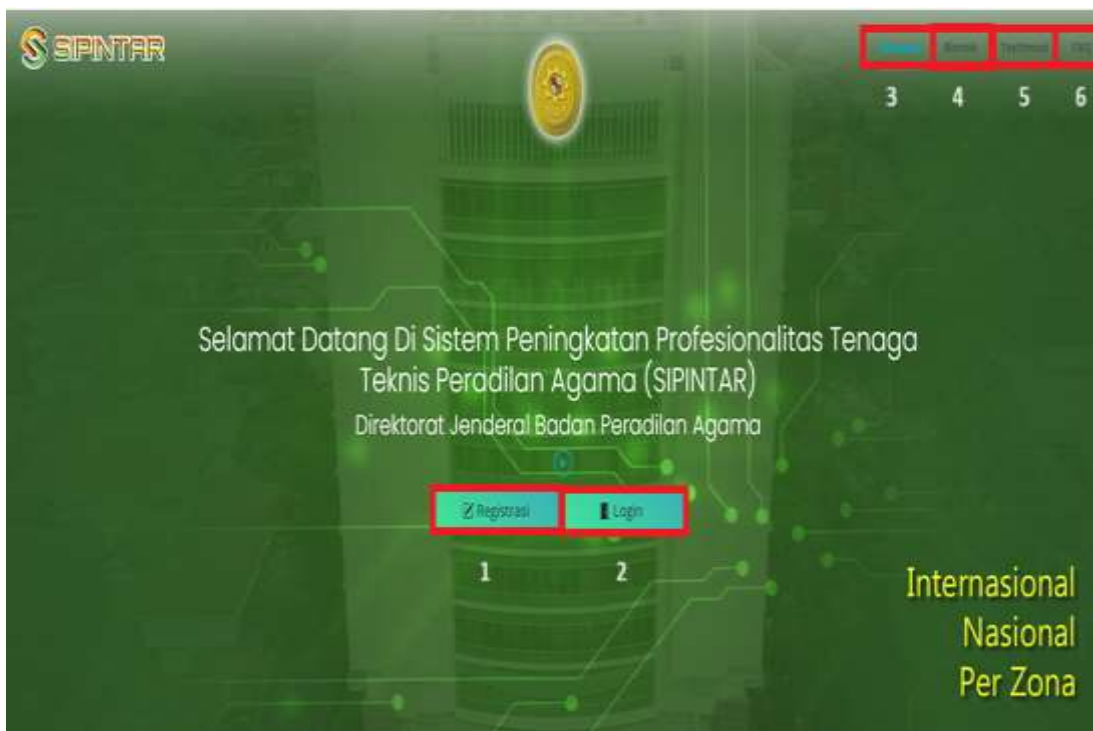 SIPINTAR
3 4 5 6
Selamat Datang Di Sistem Peningkatan Profesionalitas Tenaga
Teknis Peradilan Agama (SIPINTAR)
Direktorat Jenderal Badan Peradilan Agama
Registrasi Login
1 2
Internasional
Nasional
Per Zona